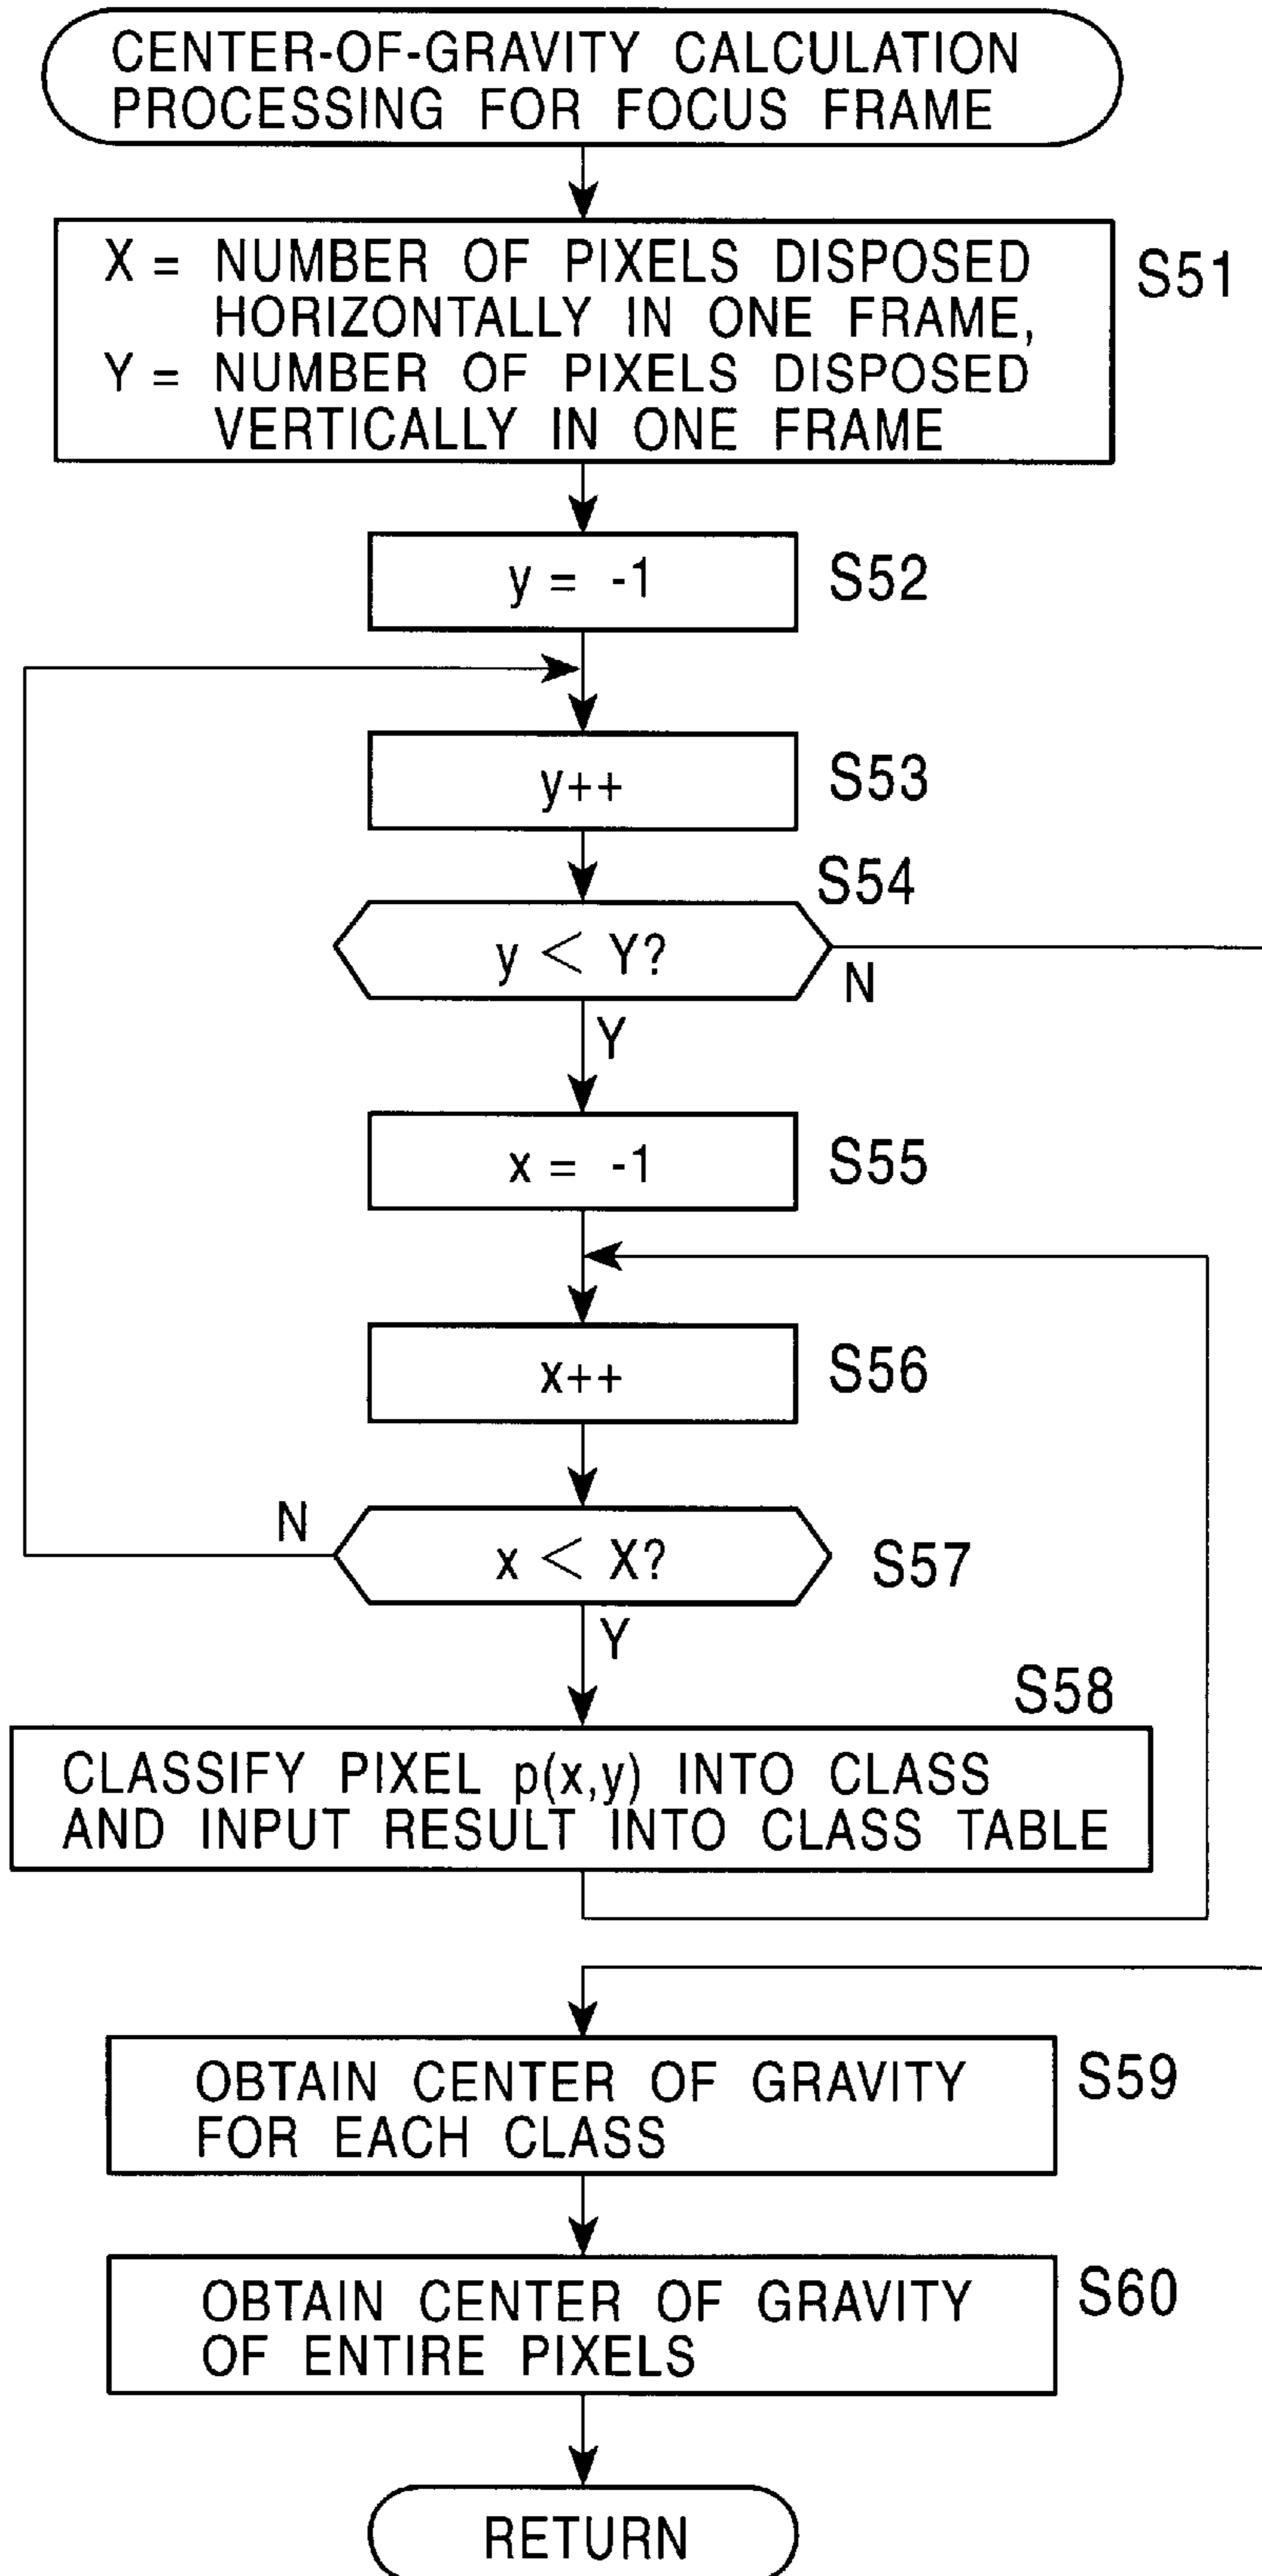 CENTER-OF-GRAVITY CALCULATION
PROCESSING FOR FOCUS FRAME
X = NUMBER OF PIXELS DISPOSED
HORIZONTALLY IN ONE FRAME,
Y = NUMBER OF PIXELS DISPOSED
VERTICALLY IN ONE FRAME
S51
y = -1
S52
y++
S53
S54
y < Y?
N
Y
x = -1
S55
x++
S56
N
x < X?
S57
Y
S58
CLASSIFY PIXEL p(x,y) INTO CLASS
AND INPUT RESULT INTO CLASS TABLE
OBTAIN CENTER OF GRAVITY
FOR EACH CLASS
S59
OBTAIN CENTER OF GRAVITY
OF ENTIRE PIXELS
S60
RETURN